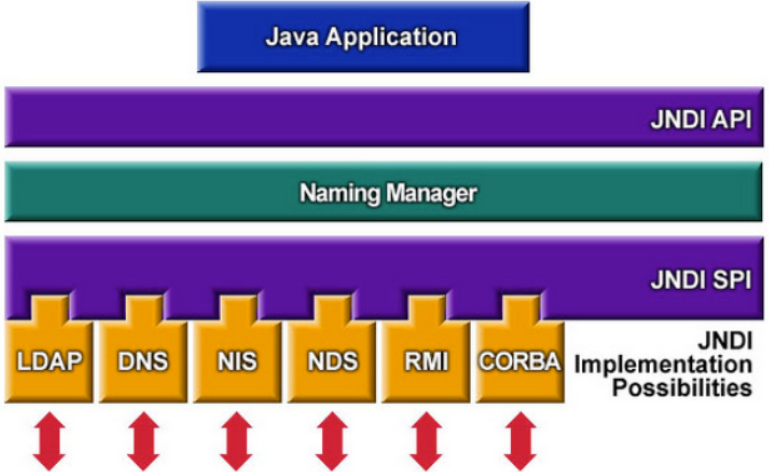 Java Application
JNDI API
Naming Manager
JNDI SPI
LDAP DNS NIS NDS RMI CORBA
JNDI
Implementation
Possibilities